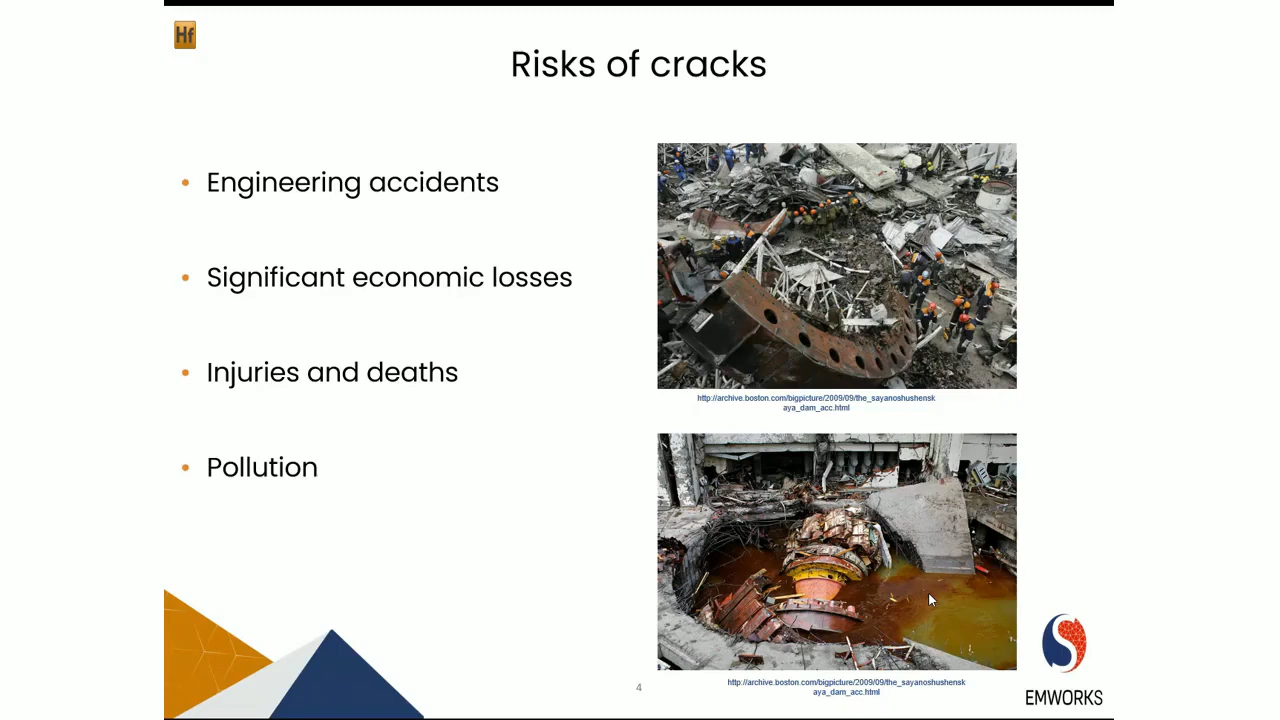 Hf
Risks of cracks
• Engineering accidents
• Significant economic losses
• Injuries and deaths
• Pollution
http://archive.boston.com/bigpicture/2009/09/the_sayanoshushensk
aya_dam_acc.html
http://archive.boston.com/bigpicture/2009/09/the_sayanoshushensk
aya_dam_acc.html
4
EMWORKS